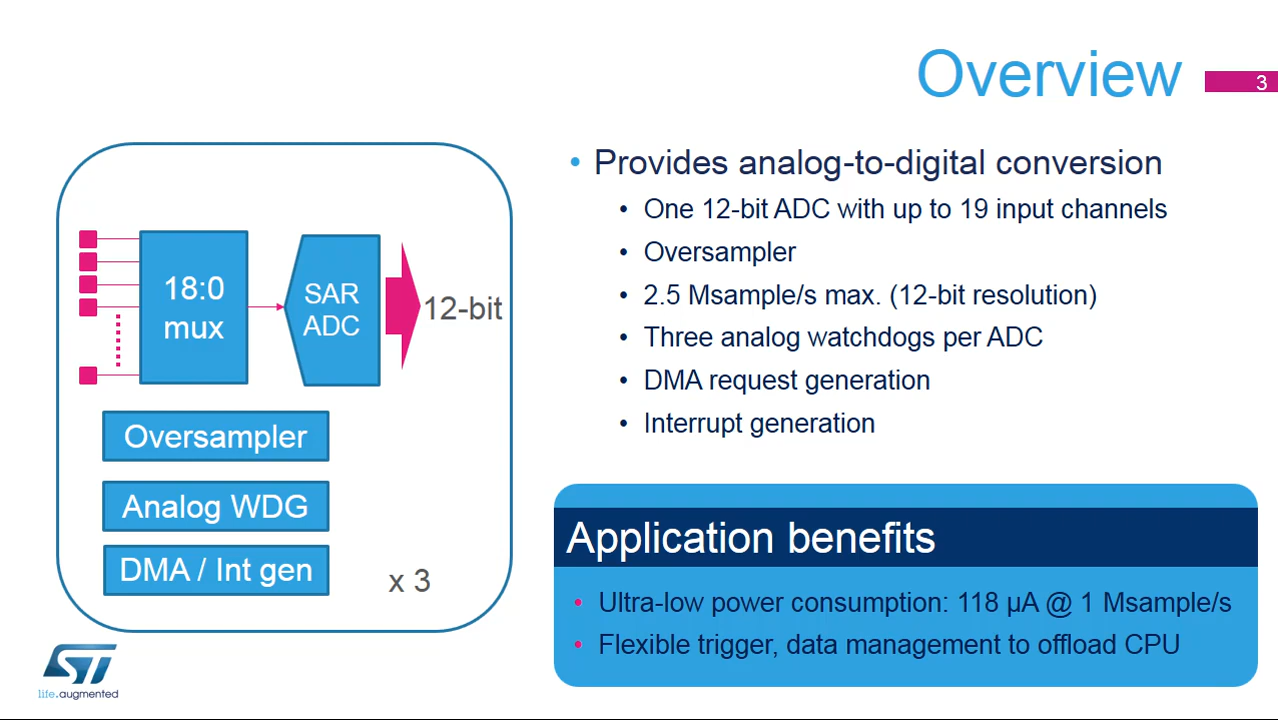 Overview
3
18:0
mux
SAR
ADC
12-bit
Oversampler
Analog WDG
DMA / Int gen
x 3
• Provides analog-to-digital conversion
• One 12-bit ADC with up to 19 input channels
• Oversampler
• 2.5 Msample/s max. (12-bit resolution)
• Three analog watchdogs per ADC
• DMA request generation
• Interrupt generation
Application benefits
• Ultra-low power consumption: 118 µA @ 1 Msample/s
• Flexible trigger, data management to offload CPU
ST
life.augmented